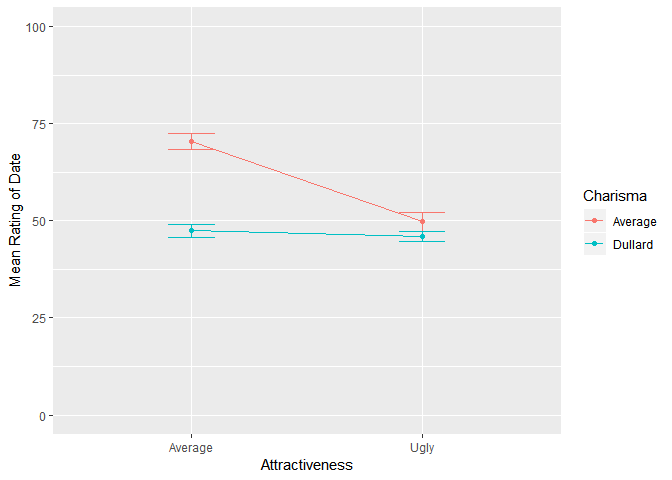 100
75
50
25
0
Mean Rating of Date
Average
Ugly
Attractiveness
Charisma
Average
Dullard